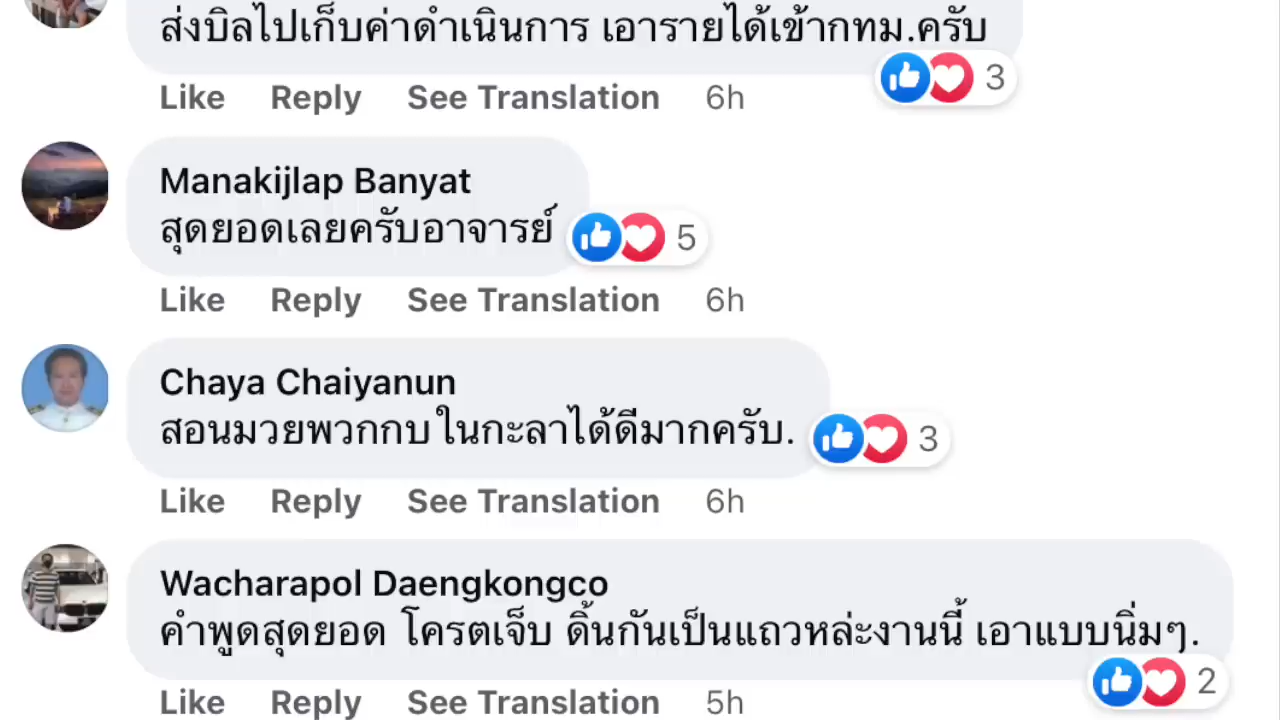 ส่งบิลไปเก็บค่าดำเนินการ เอารายได้เข้ากทม.ครับ
3
Like Reply See Translation 6h
Manakijlap Banyat
สุดยอดเลยครับอาจารย์
5
Like Reply See Translation 6h
Chaya Chaiyanun
สอนมวยพวกกบในกะลาได้ดีมากครับ.
3
Like Reply See Translation 6h
Wacharapol Daengkongco
คำพูดสุดยอด โครตเจ็บ ดิ้นกันเป็นแถวหล่ะงานนี้ เอาแบบนิ่มๆ.
2
Like Reply See Translation 5h